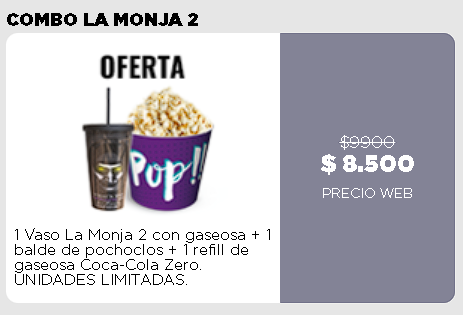 COMBO LA MONJA 2
OFERTA
Pop!!
1 Vaso La Monja 2 con gaseosa + 1
balde de pochoclos + 1 refill de
gaseosa Coca-Cola Zero.
UNIDADES LIMITADAS.
$9900
$ 8.500
PRECIO WEB